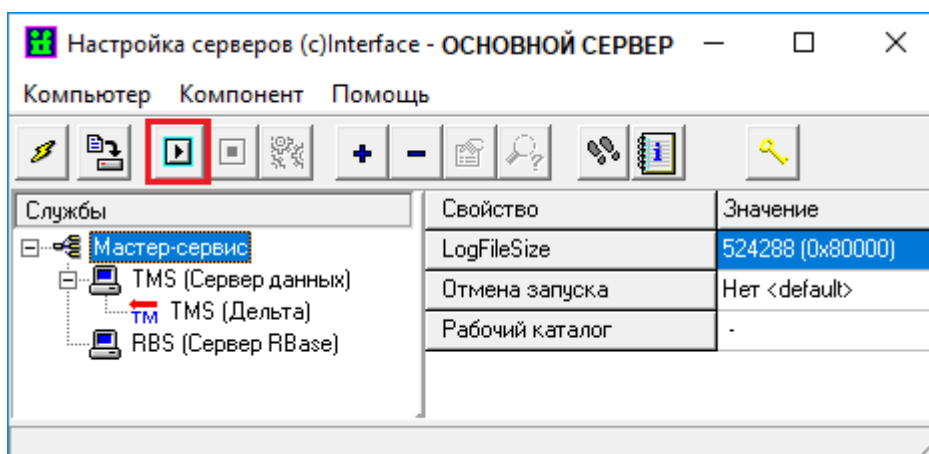 Настройка серверов (c)Interface - ОСНОВНОЙ СЕРВЕР
Компьютер Компонент Помощь
Службы
Мастер-сервис
TMS (Сервер данных)
TM TMS (Дельта)
RBS (Сервер RBase)
Свойство Значение
LogFileSize 524288 (0x80000)
Отмена запуска Нет <default>
Рабочий каталог -